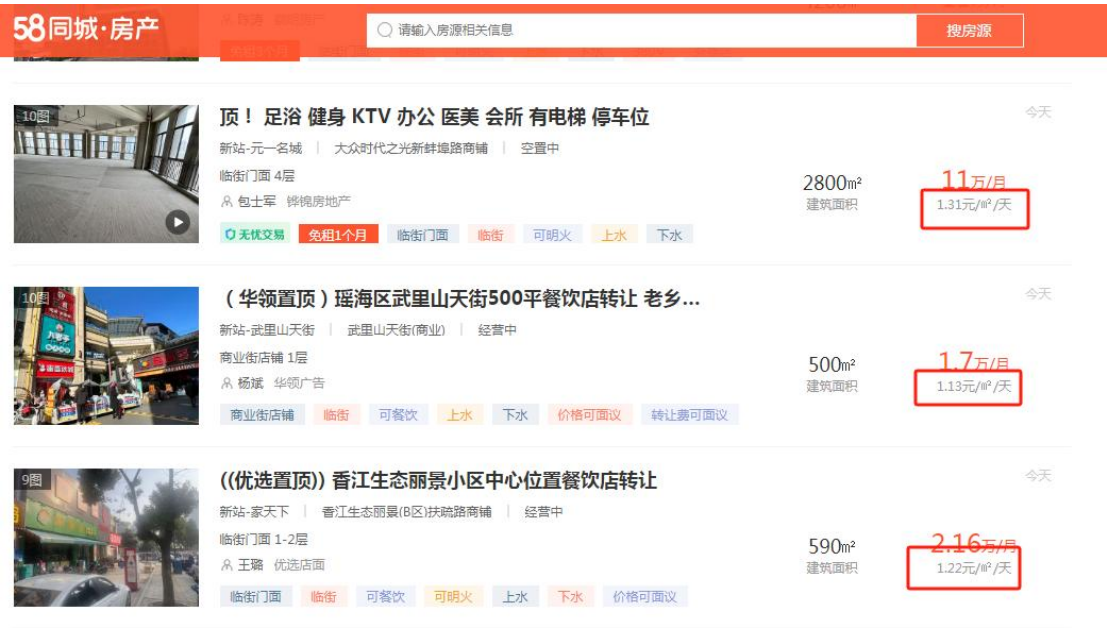 58同城·房产
请输入房源相关信息
搜房源
10图
顶！ 足浴 健身 KTV 办公 医美 会所 有电梯 停车位
今天
新站-元一名城 | 大众时代之光新蚌埠路商铺 | 空置中
临街门面 4层
包士军 铧锦房地产
2800m²
建筑面积
11万/月
1.31元/㎡/天
无忧交易 免租1个月 临街门面 临街 可明火 上水 下水
10图
（ 华领置顶 ) 瑶海区武里山天街500平餐饮店转让 老乡...
今天
新站-武里山天街 | 武里山天街(商业) | 经营中
商业街店铺 1层
杨斌 华领广告
500m²
建筑面积
1.7万/月
1.13元/㎡/天
商业街店铺 临街 可餐饮 上水 下水 价格可面议 转让费可面议
9图
((优选置顶)) 香江生态丽景小区中心位置餐饮店转让
今天
新站-家天下 | 香江生态丽景(B区)扶疏路商铺 | 经营中
临街门面 1-2层
王璐 优选店面
590m²
建筑面积
2.16万/月
1.22元/㎡/天
临街门面 临街 可餐饮 可明火 上水 下水 价格可面议